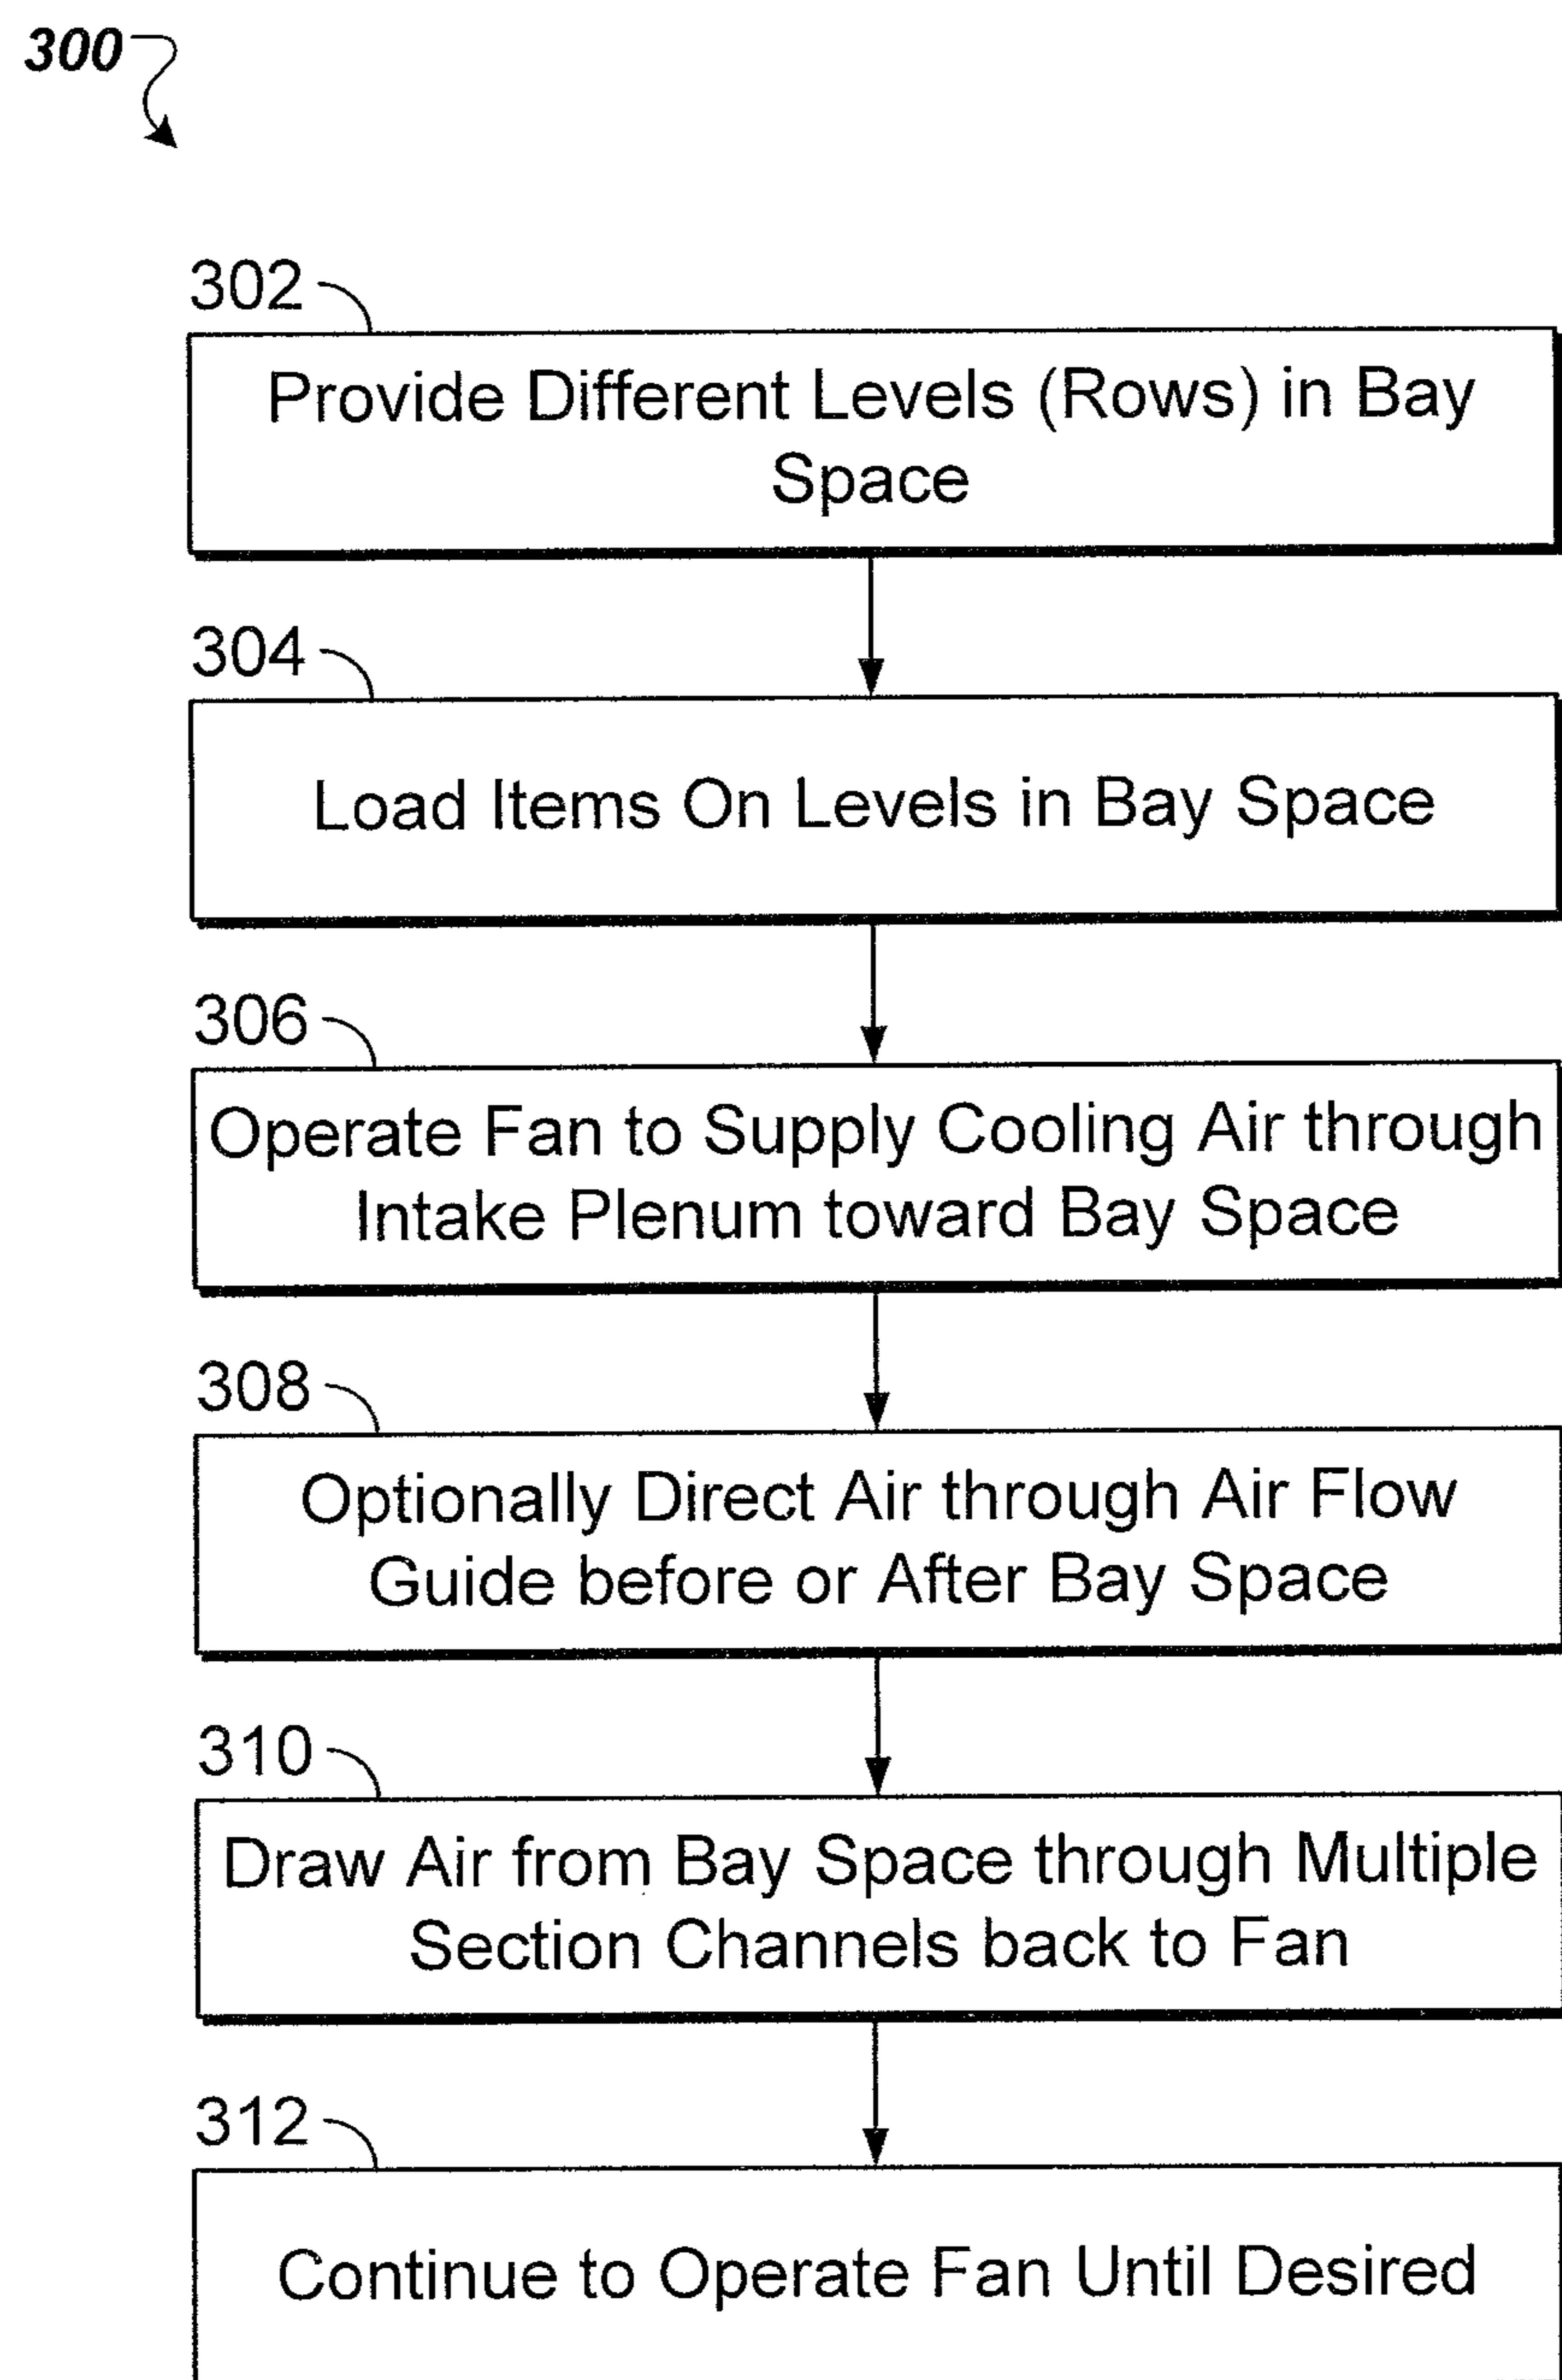 300
302
Provide Different Levels (Rows) in Bay
Space
304
Load Items On Levels in Bay Space
306
Operate Fan to Supply Cooling Air through
Intake Plenum toward Bay Space
308
Optionally Direct Air through Air Flow
Guide before or After Bay Space
310
Draw Air from Bay Space through Multiple
Section Channels back to Fan
312
Continue to Operate Fan Until Desired